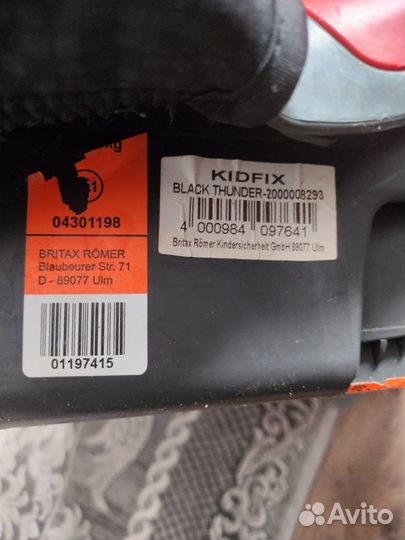 kg
04301198
BRITAX RÖMER
Blaubeurer Str. 71
D - 89077 Ulm
01197415
KIDFIX
BLACK THUNDER-2000008293
4 000984 097641
Britax Römer Kindersicherheit GmbH 89077 Ulm
Avito